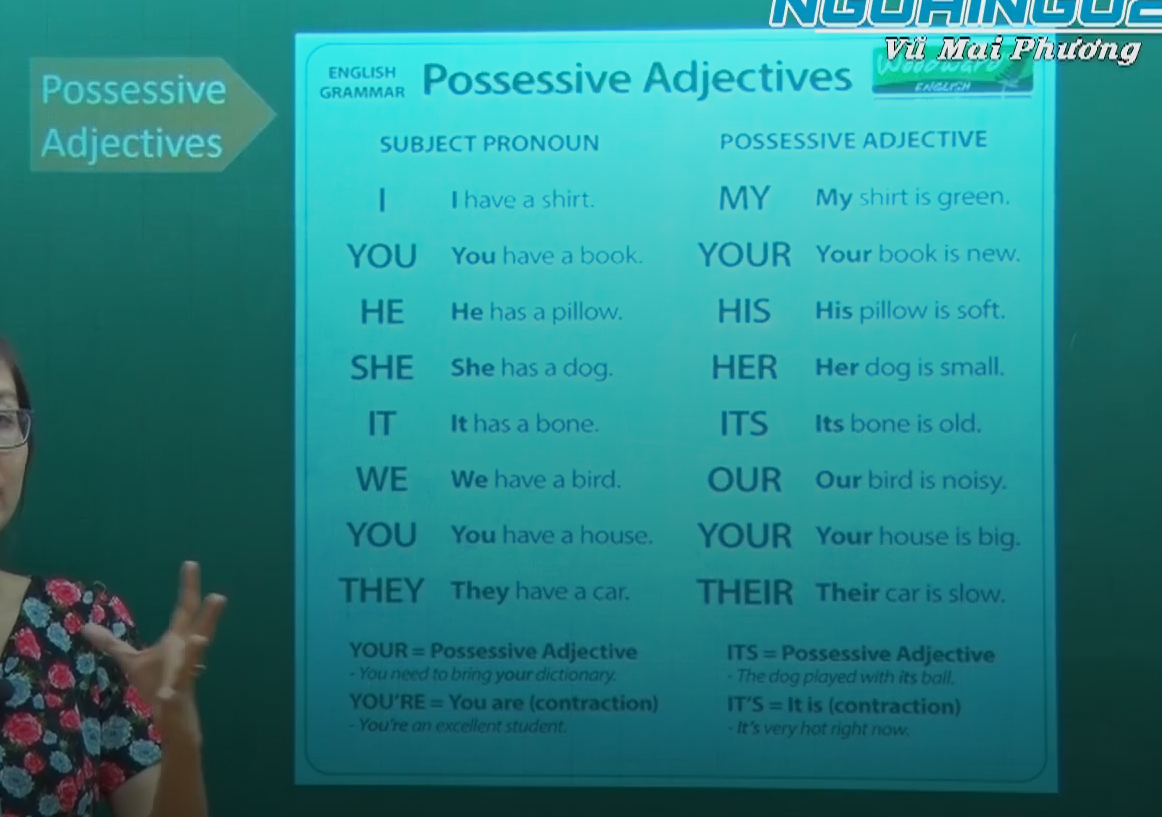 NGOAINGU2
Vũ Mai Phương
Possessive
Adjectives
ENGLISH
GRAMMAR
Possessive Adjectives
Woodward
ENGLISH
SUBJECT PRONOUN
POSSESSIVE ADJECTIVE
I I have a shirt. MY My shirt is green.
YOU You have a book. YOUR Your book is new.
HE He has a pillow. HIS His pillow is soft.
SHE She has a dog. HER Her dog is small.
IT It has a bone. ITS Its bone is old.
WE We have a bird. OUR Our bird is noisy.
YOU You have a house. YOUR Your house is big.
THEY They have a car. THEIR Their car is slow.
YOUR = Possessive Adjective
- You need to bring your dictionary.
YOU'RE = You are (contraction)
- You're an excellent student.
ITS = Possessive Adjective
- The dog played with its ball.
IT'S = It is (contraction)
- It's very hot right now.